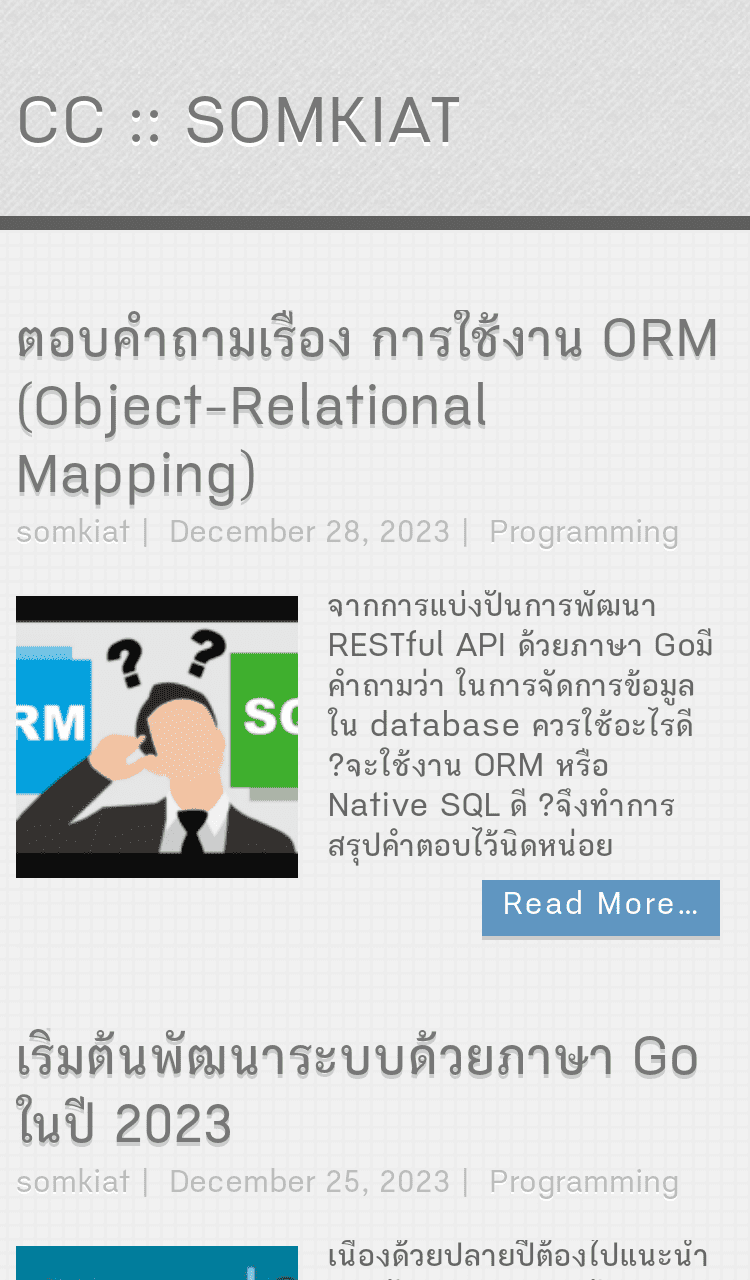 CC :: SOMKIAT
ตอบคำถามเรื่อง การใช้งาน ORM
(Object-Relational
Mapping)
somkiat | December 28, 2023 | Programming
จากการแบ่งปันการพัฒนา
RESTful API ด้วยภาษา Goมี
คำถามว่า ในการจัดการข้อมูล
ใน database ควรใช้อะไรดี
?จะใช้งาน ORM หรือ
Native SQL ดี ?จึงทำการ
สรุปคำตอบไว้นิดหน่อย
? ?
RM
SQ
Read More...
เริ่มต้นพัฒนาระบบด้วยภาษา Go
ในปี 2023
somkiat | December 25, 2023 | Programming
เนื่องด้วยปลายปีต้องไปแนะนำ